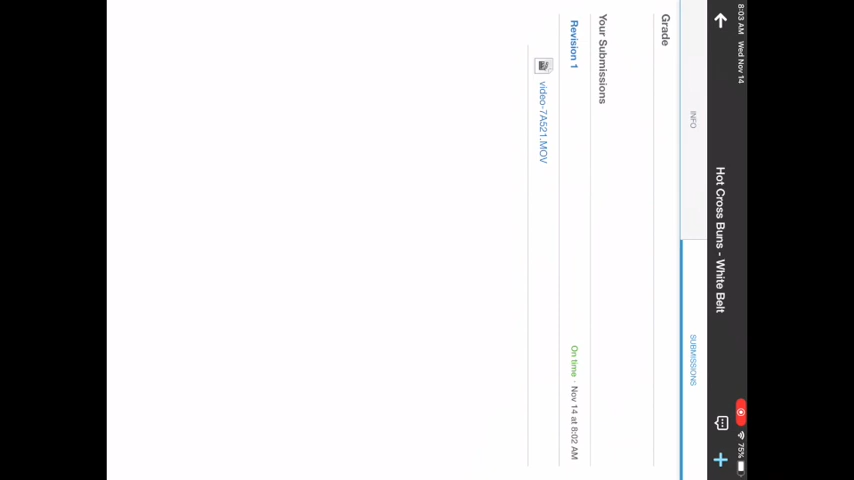 8:03 AM Wed Nov 14
75%
Hot Cross Buns - White Belt
INFO
SUBMISSIONS
Grade
Your Submissions
Revision 1
On time · Nov 14 at 8:02 AM
video-7A521.MOV